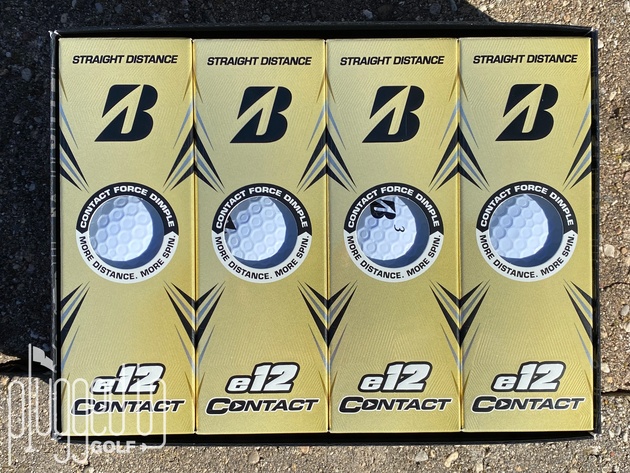 STRAIGHT DISTANCE
B
CONTACT FORCE DIMPLE
MORE DISTANCE. MORE SPIN.
e12
CONTACT
STRAIGHT DISTANCE
B
CONTACT FORCE DIMPLE
MORE DISTANCE. MORE SPIN.
e12
CONTACT
STRAIGHT DISTANCE
B
CONTACT FORCE DIMPLE
B
3
MORE DISTANCE. MORE SPIN.
e12
CONTACT
STRAIGHT DISTANCE
B
CONTACT FORCE DIMPLE
MORE DISTANCE. MORE SPIN.
e12
CONTACT
pluggedin
GOLF